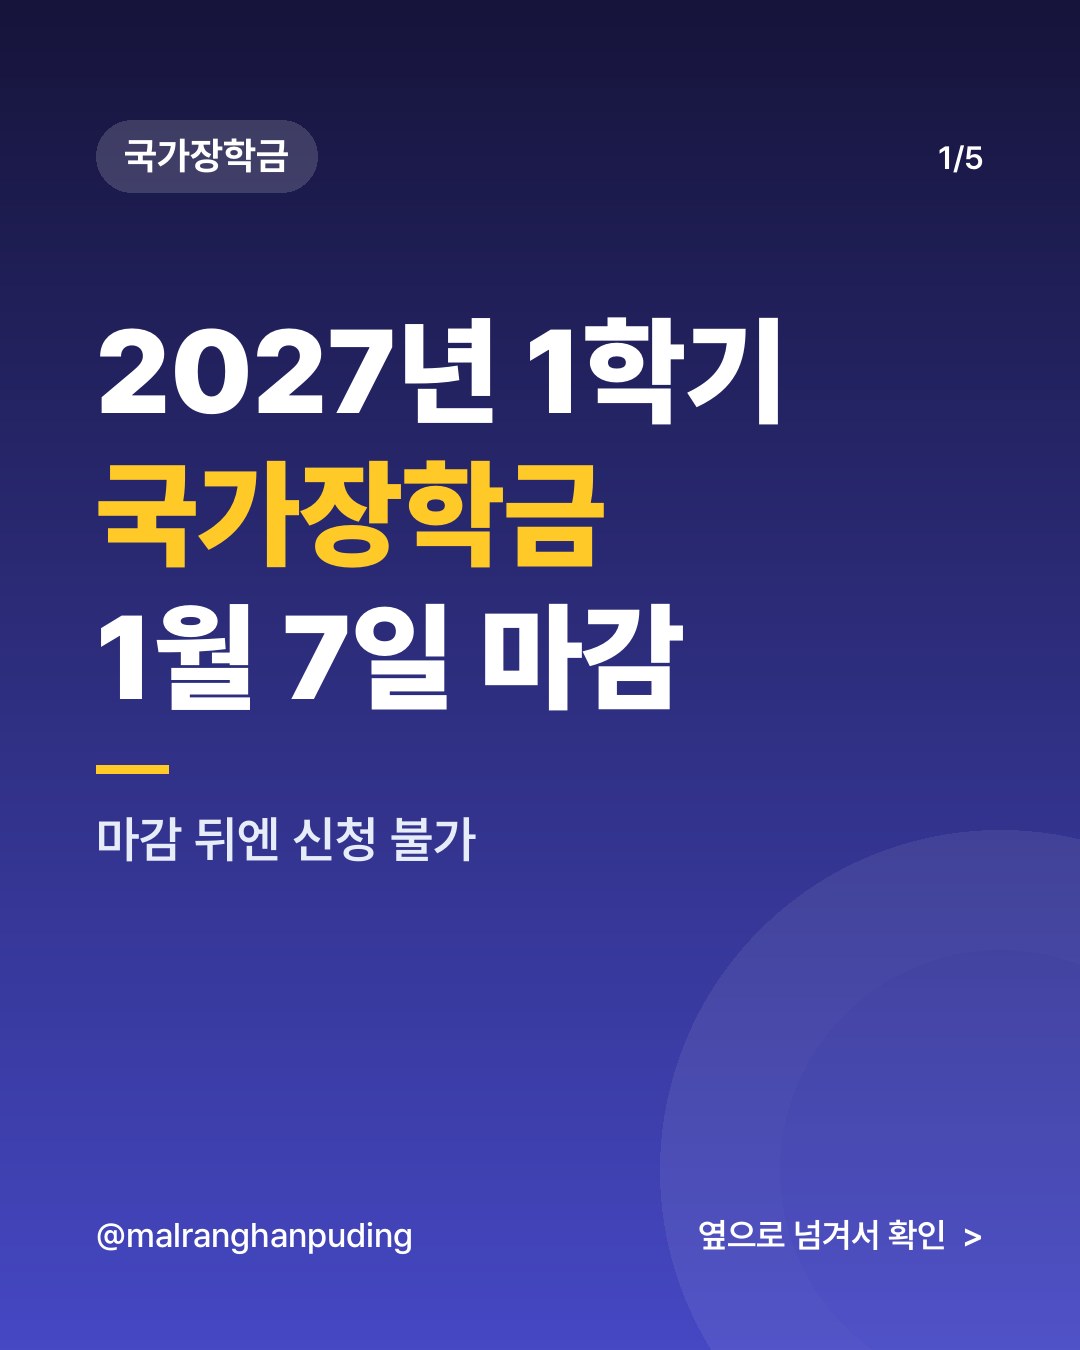 국가장학금
1/5
2027년 1학기
국가장학금
1월 7일 마감
마감 뒤엔 신청 불가
@malranghanpuding
옆으로 넘겨서 확인 >